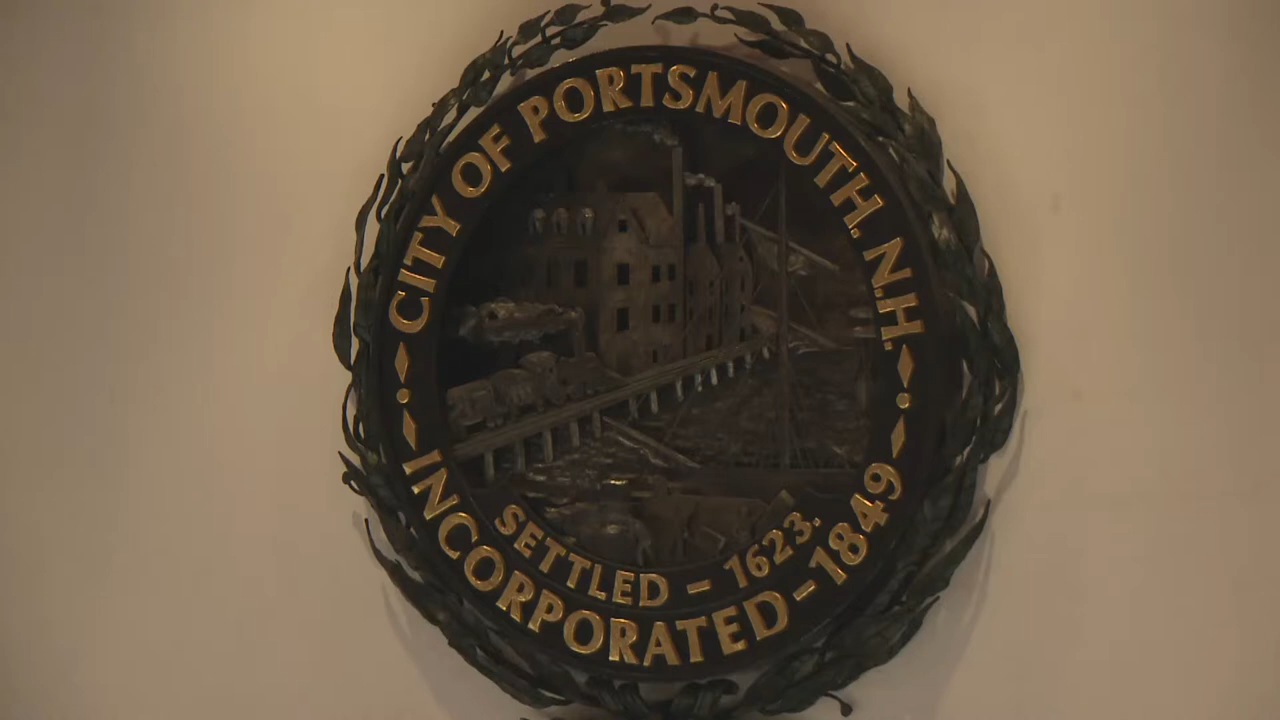 CITY OF PORTSMOUTH. N.H.
SETTLED – 1623.
INCORPORATED – 1849